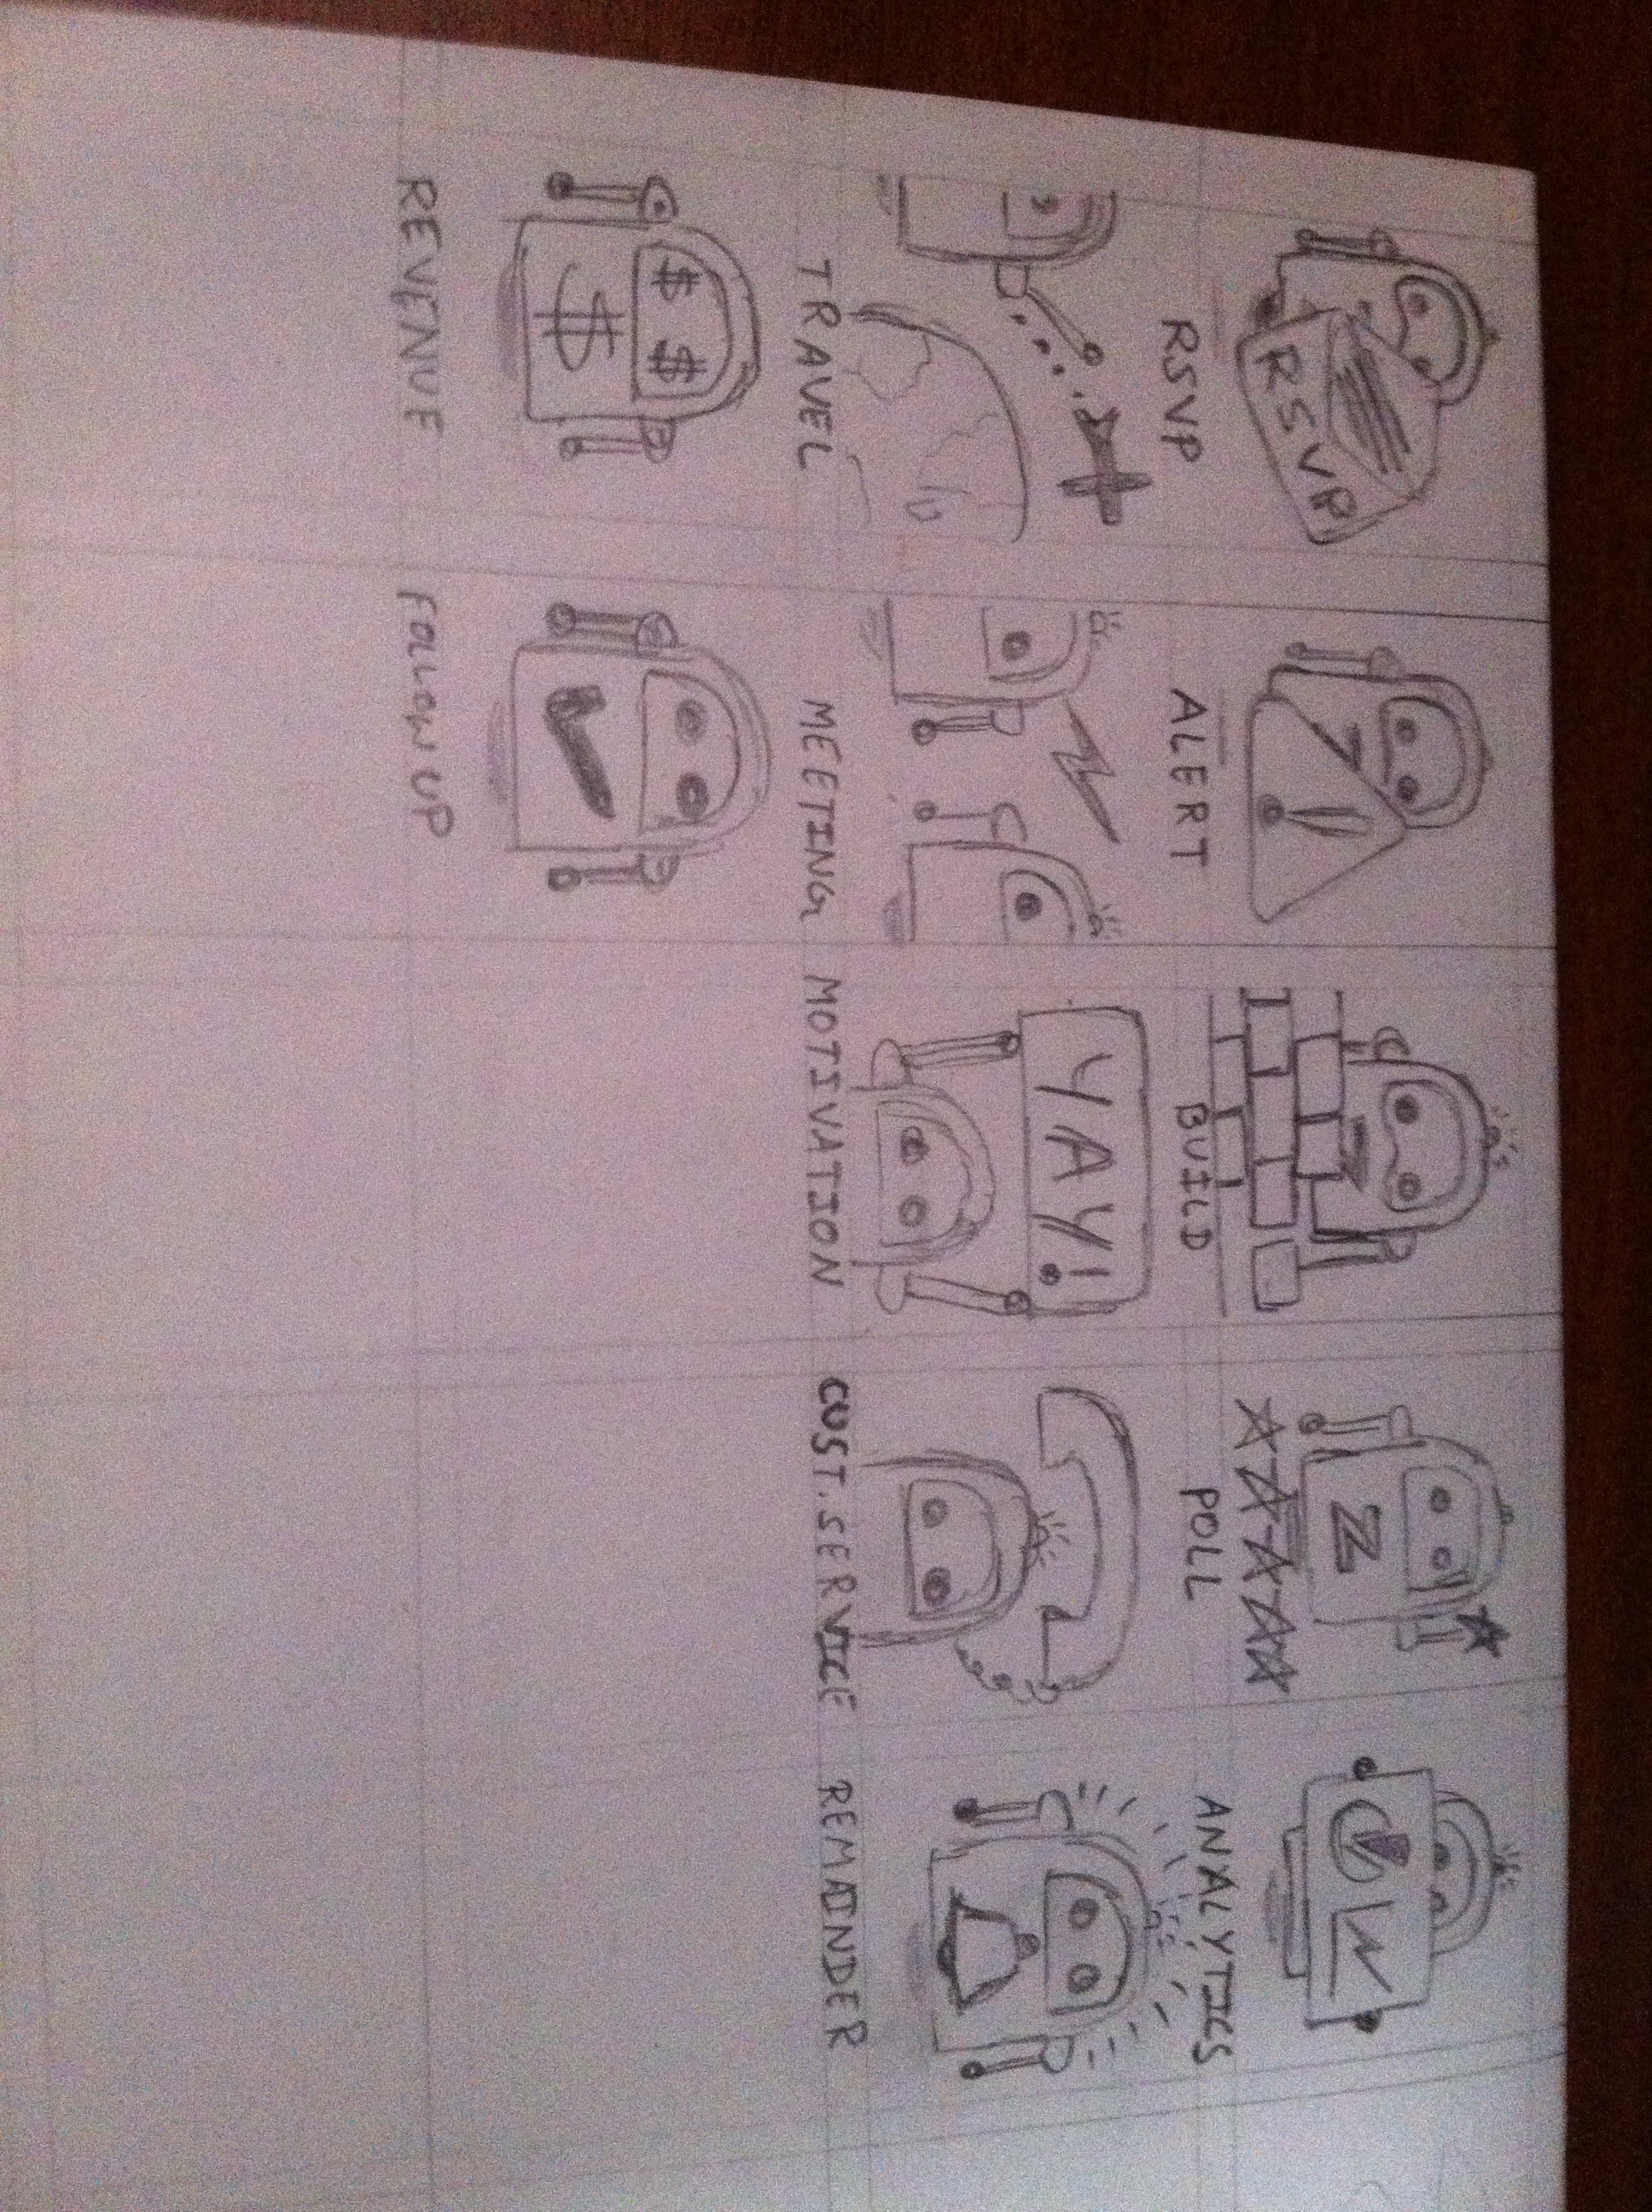 RSVP
RSVP
ALERT
BUILD
Z
POLL
ANALYTICS
TRAVEL
MEETING
YAY!
MOTIVATION
CUST. SERVICE
REMAINDER
$ $
$
REVENUE
FOLLOW UP